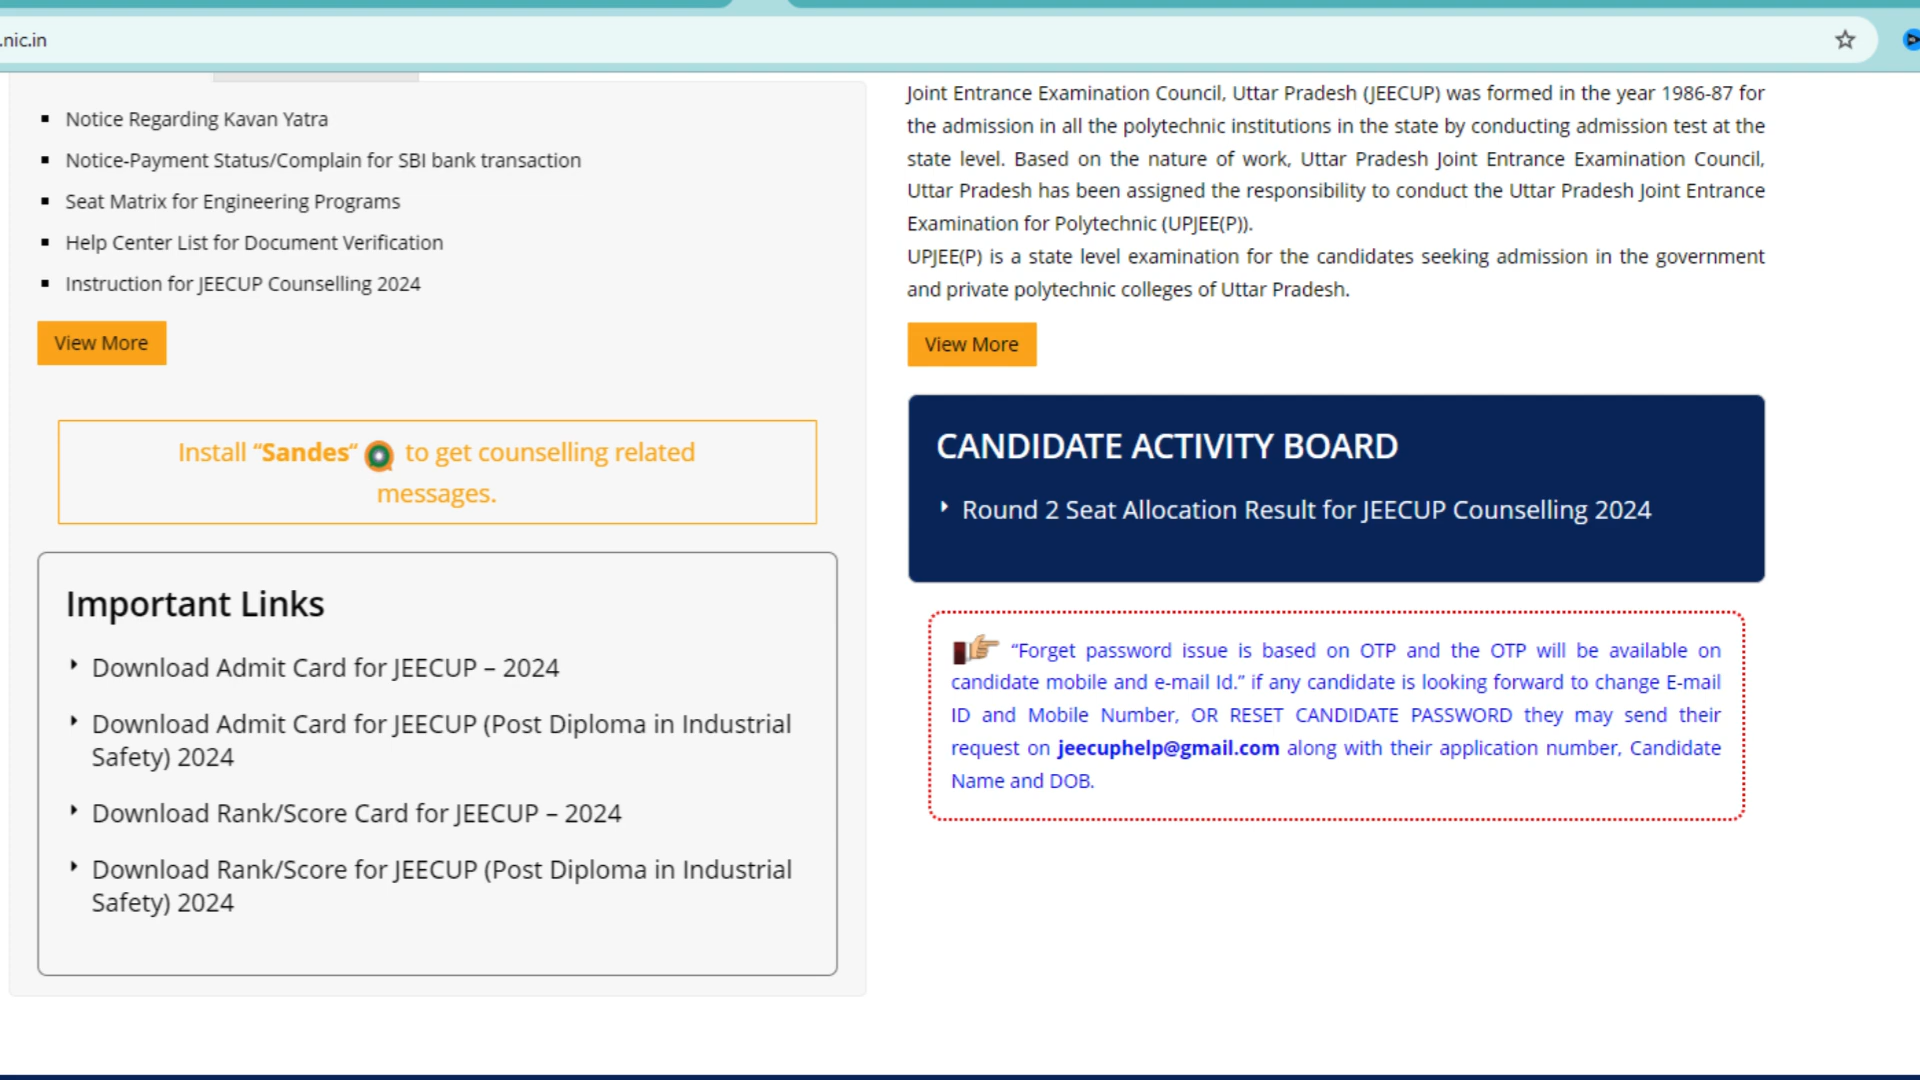 .nic.in
Notice Regarding Kavan Yatra
Notice-Payment Status/Complain for SBI bank transaction
Seat Matrix for Engineering Programs
Help Center List for Document Verification
Instruction for JEECUP Counselling 2024
View More
Install “Sandes“ to get counselling related
messages.
Important Links
Download Admit Card for JEECUP – 2024
Download Admit Card for JEECUP (Post Diploma in Industrial
Safety) 2024
Download Rank/Score Card for JEECUP – 2024
Download Rank/Score for JEECUP (Post Diploma in Industrial
Safety) 2024
Joint Entrance Examination Council, Uttar Pradesh (JEECUP) was formed in the year 1986-87 for
the admission in all the polytechnic institutions in the state by conducting admission test at the
state level. Based on the nature of work, Uttar Pradesh Joint Entrance Examination Council,
Uttar Pradesh has been assigned the responsibility to conduct the Uttar Pradesh Joint Entrance
Examination for Polytechnic (UPJEE(P)).
UPJEE(P) is a state level examination for the candidates seeking admission in the government
and private polytechnic colleges of Uttar Pradesh.
View More
CANDIDATE ACTIVITY BOARD
Round 2 Seat Allocation Result for JEECUP Counselling 2024
“Forget password issue is based on OTP and the OTP will be available on
candidate mobile and e-mail Id.” if any candidate is looking forward to change E-mail
ID and Mobile Number, OR RESET CANDIDATE PASSWORD they may send their
request on jeecuphelp@gmail.com along with their application number, Candidate
Name and DOB.